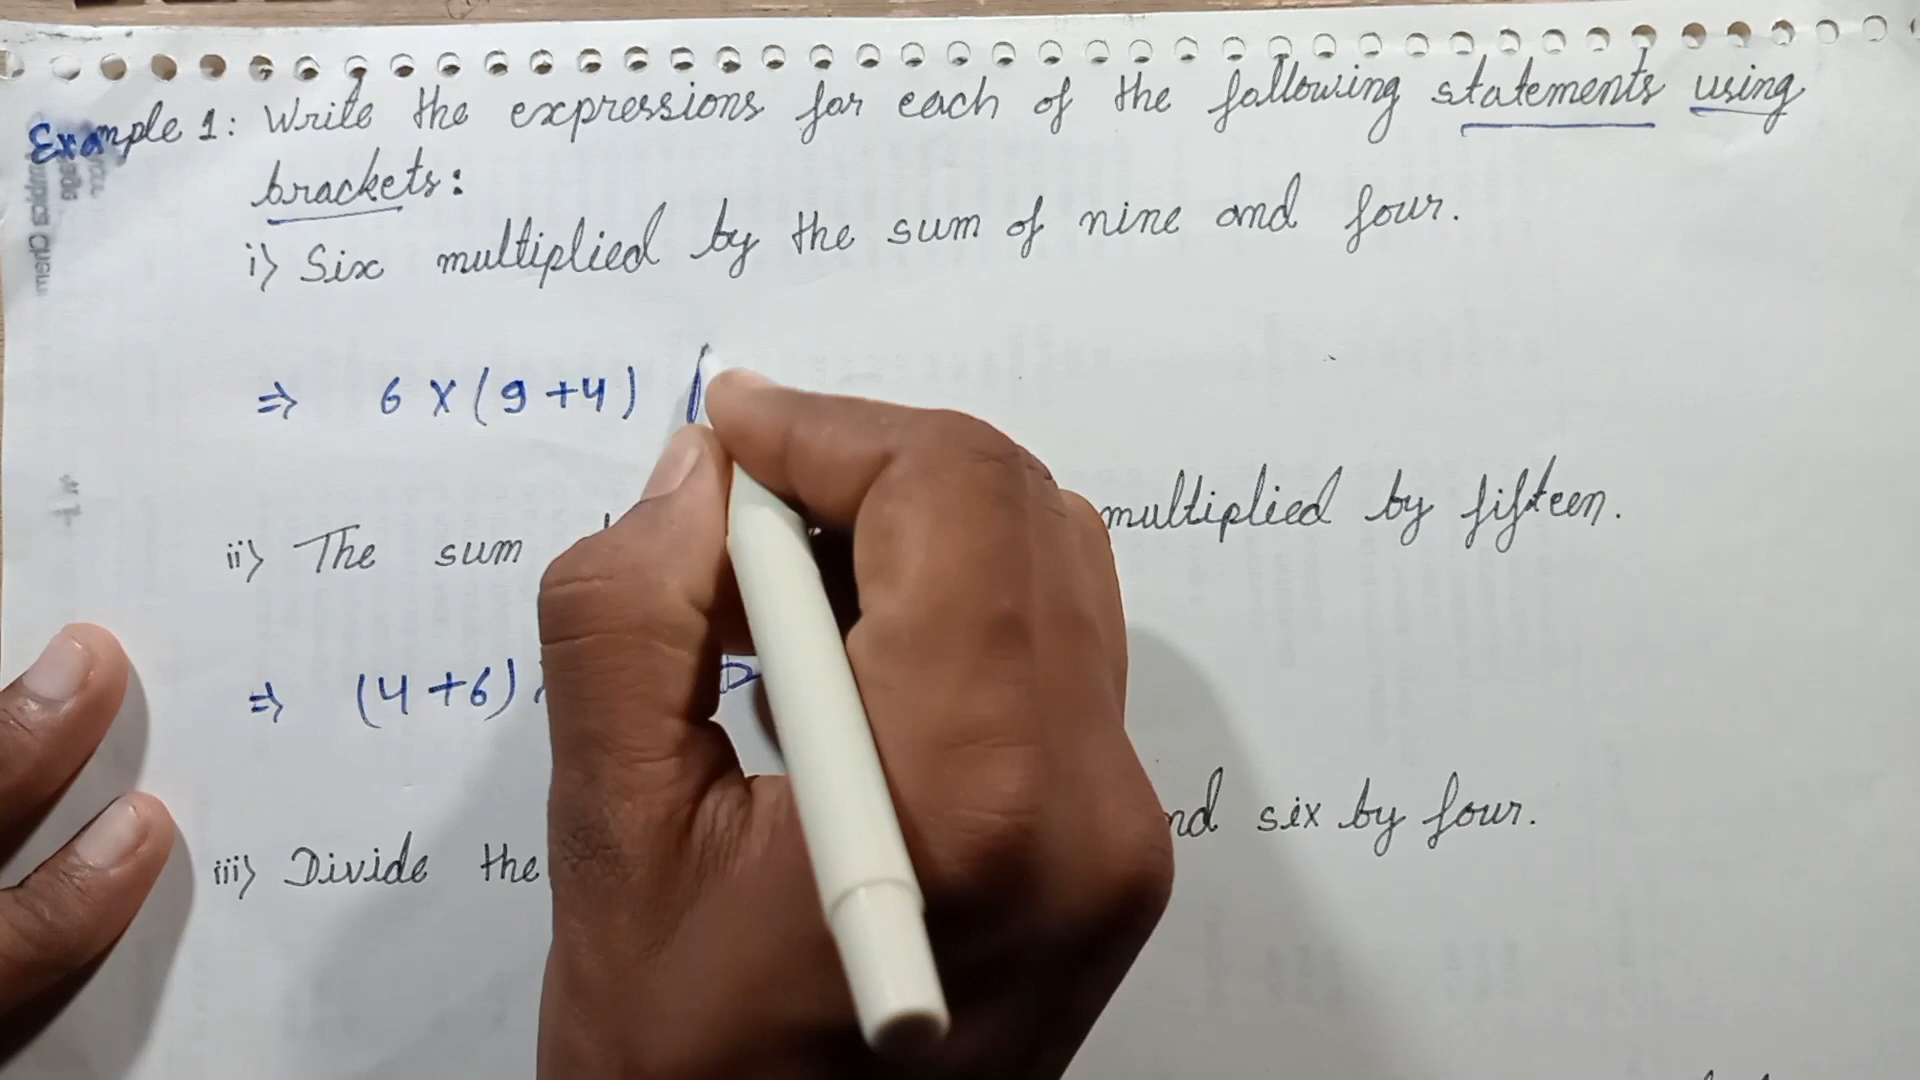 Example 1: Write the expressions for each of the following statements using
brackets:
i) Six multiplied by the sum of nine and four.
⇒ 6 × (9 + 4)
ii) The sum multiplied by fifteen.
⇒ (4 + 6)
iii) Divide the six by four.